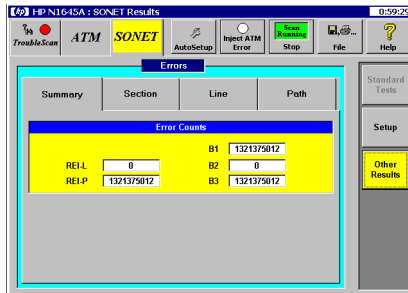 HP N1645A : SONET Results 0:59:29
TroubleScan
ATM
SONET
AutoSetup
Inject ATM Error
Scan Running Stop
File
Help
Errors
Summary Section Line Path
Error Counts
B1 1321375012
REI-L 0 B2 0
REI-P 1321375012 B3 1321375012
Standard Tests
Setup
Other Results